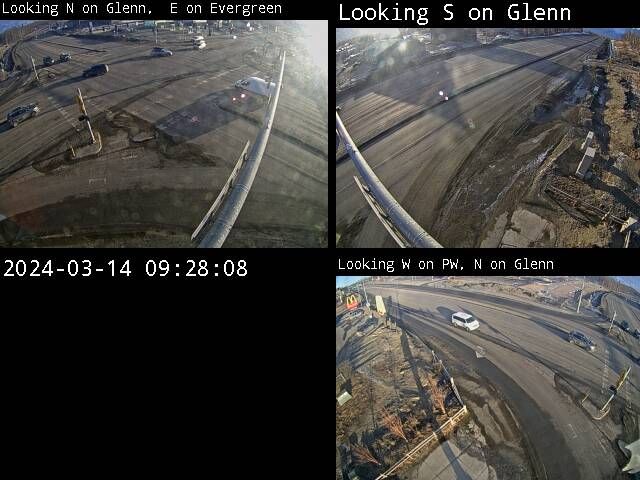 Looking N on Glenn,  E on Evergreen
Looking S on Glenn
2024-03-14 09:28:08
Looking W on PW, N on Glenn